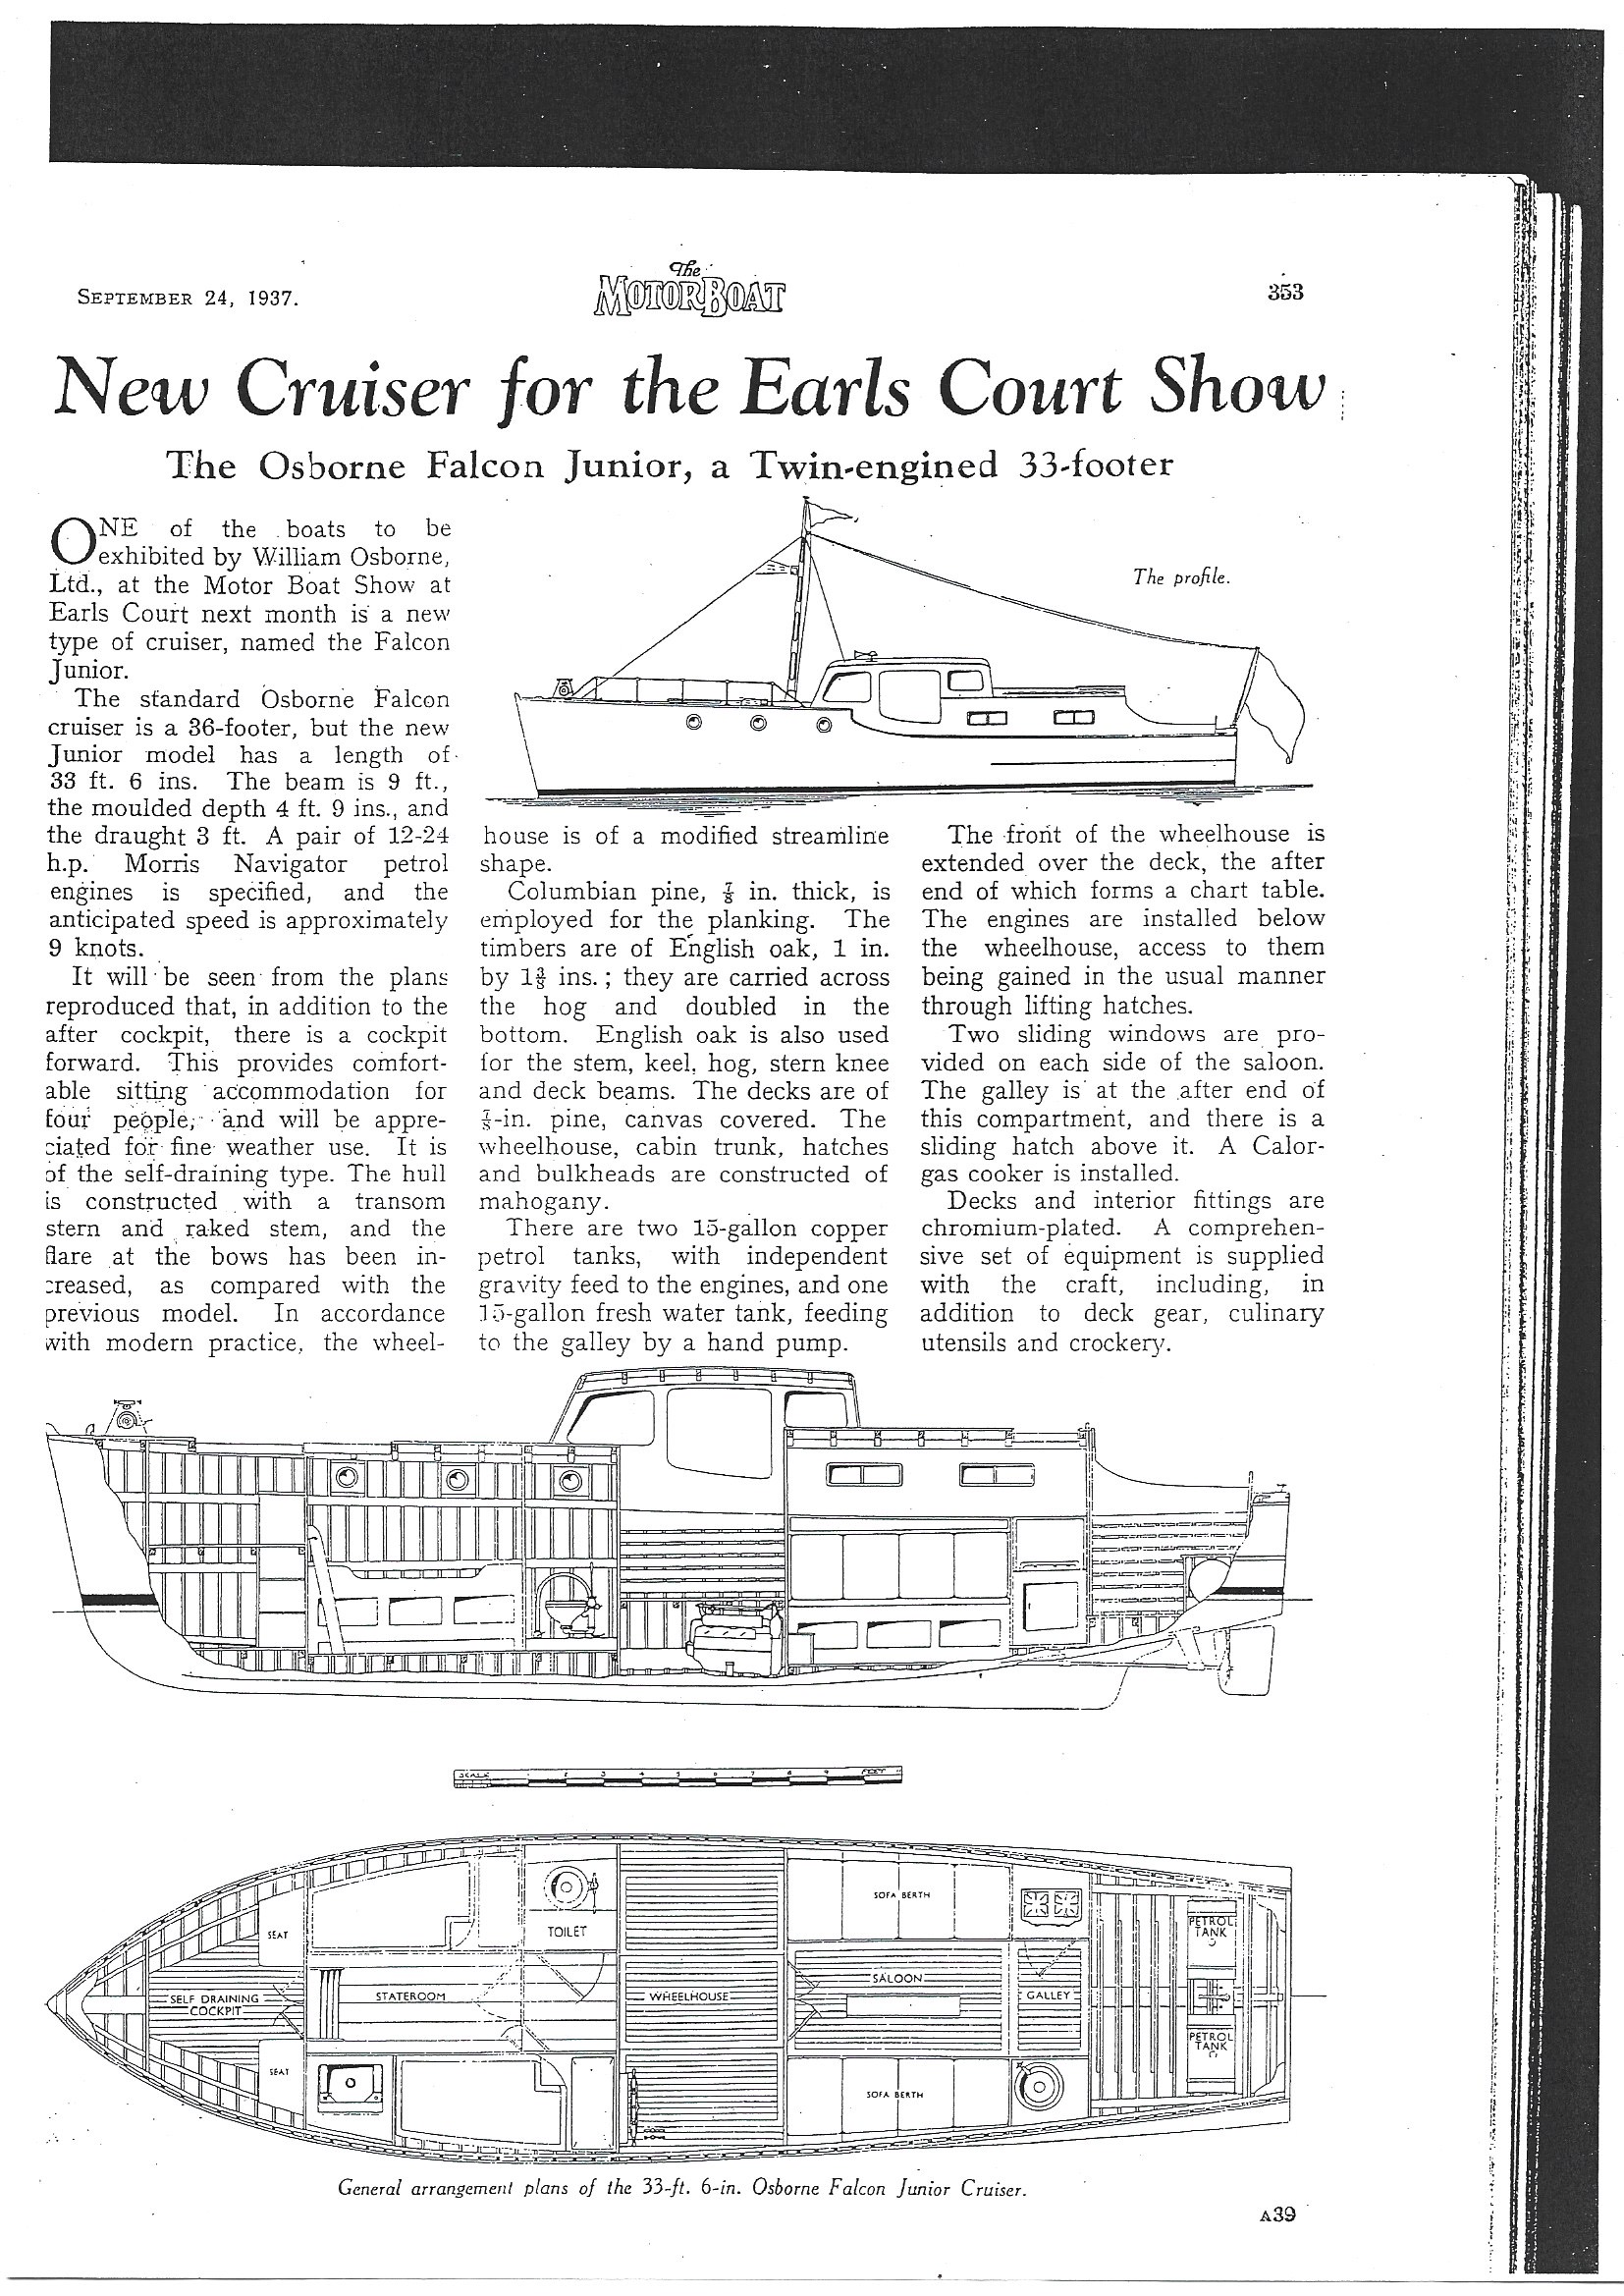 SEPTEMBER 24, 1937.
The
MOTOR BOAT
353
New Cruiser for the Earls Court Show
The Osborne Falcon Junior, a Twin-engined 33-footer
ONE of the boats to be
exhibited by William Osborne,
Ltd., at the Motor Boat Show at
Earls Court next month is a new
type of cruiser, named the Falcon
Junior.
The standard Osborne Falcon
cruiser is a 36-footer, but the new
Junior model has a length of
33 ft. 6 ins. The beam is 9 ft.,
the moulded depth 4 ft. 9 ins., and
the draught 3 ft. A pair of 12-24
h.p. Morris Navigator petrol
engines is specified, and the
anticipated speed is approximately
9 knots.
It will be seen from the plans
reproduced that, in addition to the
after cockpit, there is a cockpit
forward. This provides comfort-
able sitting accommodation for
four people, and will be appre-
ciated for fine weather use. It is
of the self-draining type. The hull
is constructed with a transom
stern and raked stem, and the
flare at the bows has been in-
creased, as compared with the
previous model. In accordance
with modern practice, the wheel-
The profile.
house is of a modified streamline
shape.
Columbian pine, ⅞ in. thick, is
employed for the planking. The
timbers are of English oak, 1 in.
by 1⅜ ins.; they are carried across
the hog and doubled in the
bottom. English oak is also used
for the stem, keel, hog, stern knee
and deck beams. The decks are of
⅞-in. pine, canvas covered. The
wheelhouse, cabin trunk, hatches
and bulkheads are constructed of
mahogany.
There are two 15-gallon copper
petrol tanks, with independent
gravity feed to the engines, and one
15-gallon fresh water tank, feeding
to the galley by a hand pump.
The front of the wheelhouse is
extended over the deck, the after
end of which forms a chart table.
The engines are installed below
the wheelhouse, access to them
being gained in the usual manner
through lifting hatches.
Two sliding windows are pro-
vided on each side of the saloon.
The galley is at the after end of
this compartment, and there is a
sliding hatch above it. A Calor-
gas cooker is installed.
Decks and interior fittings are
chromium-plated. A comprehen-
sive set of equipment is supplied
with the craft, including, in
addition to deck gear, culinary
utensils and crockery.
SCALE 2 3 4 5 6 7 8 9 FEET
SEAT
TOILET
SOFA BERTH
PETROL
TANK
SELF DRAINING
COCKPIT
STATEROOM
WHEELHOUSE
SALOON
GALLEY
SEAT
SOFA BERTH
PETROL
TANK
General arrangement plans of the 33-ft. 6-in. Osborne Falcon Junior Cruiser.
A39